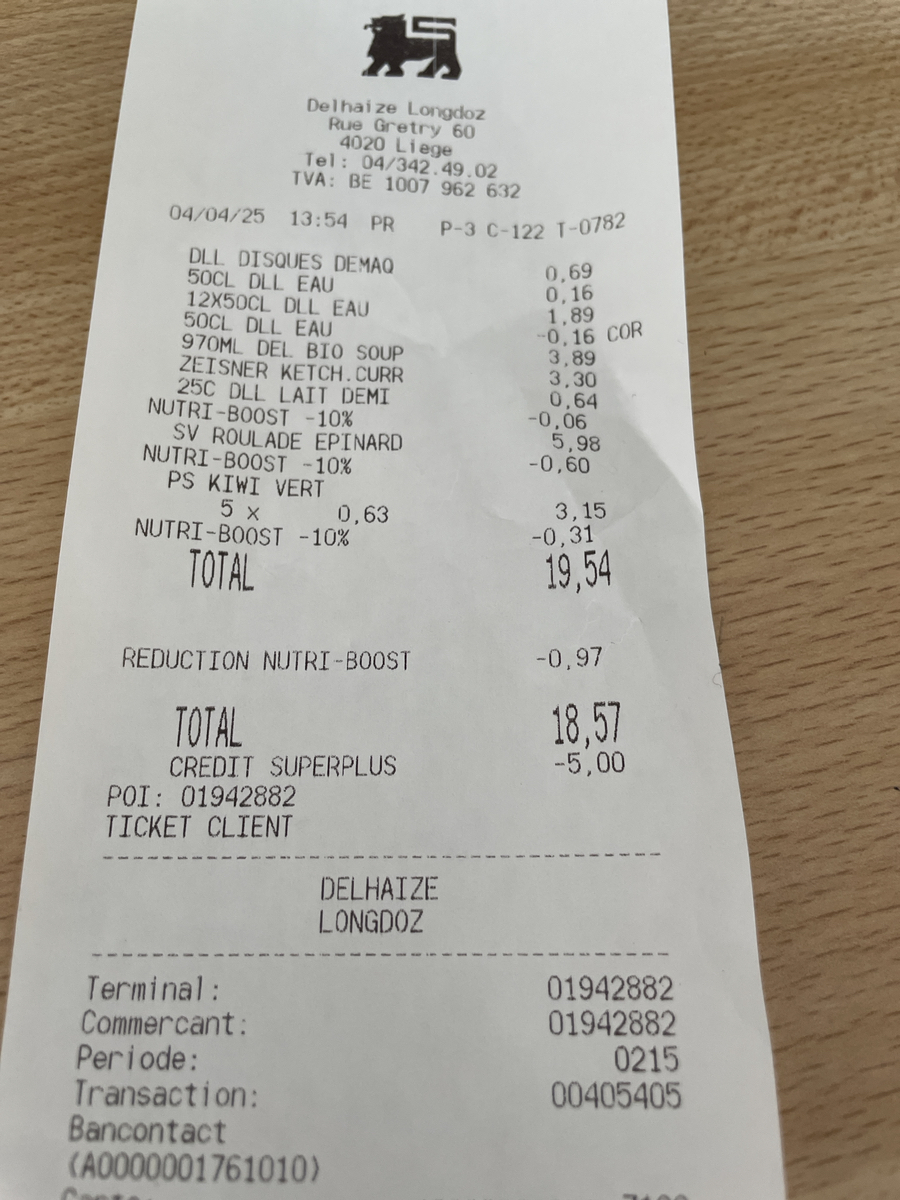 Delhaize Longdoz
Rue Gretry 60
4020 Liege
Tel: 04/342.49.02
TVA: BE 1007 962 632
04/04/25 13:54 PR P-3 C-122 T-0782
DLL DISQUES DEMAQ 0,69
50CL DLL EAU 0,16
12X50CL DLL EAU 1,89
50CL DLL EAU -0,16 COR
970ML DEL BIO SOUP 3,89
ZEISNER KETCH.CURR 3,30
25C DLL LAIT DEMI 0,64
NUTRI-BOOST -10% -0,06
SV ROULADE EPINARD 5,98
NUTRI-BOOST -10% -0,60
PS KIWI VERT
5 x 0,63 3,15
NUTRI-BOOST -10% -0,31
TOTAL 19,54
REDUCTION NUTRI-BOOST -0,97
TOTAL 18,57
CREDIT SUPERPLUS -5,00
POI: 01942882
TICKET CLIENT
DELHAIZE
LONGDOZ
Terminal: 01942882
Commercant: 01942882
Periode: 0215
Transaction: 00405405
Bancontact
(A0000001761010)